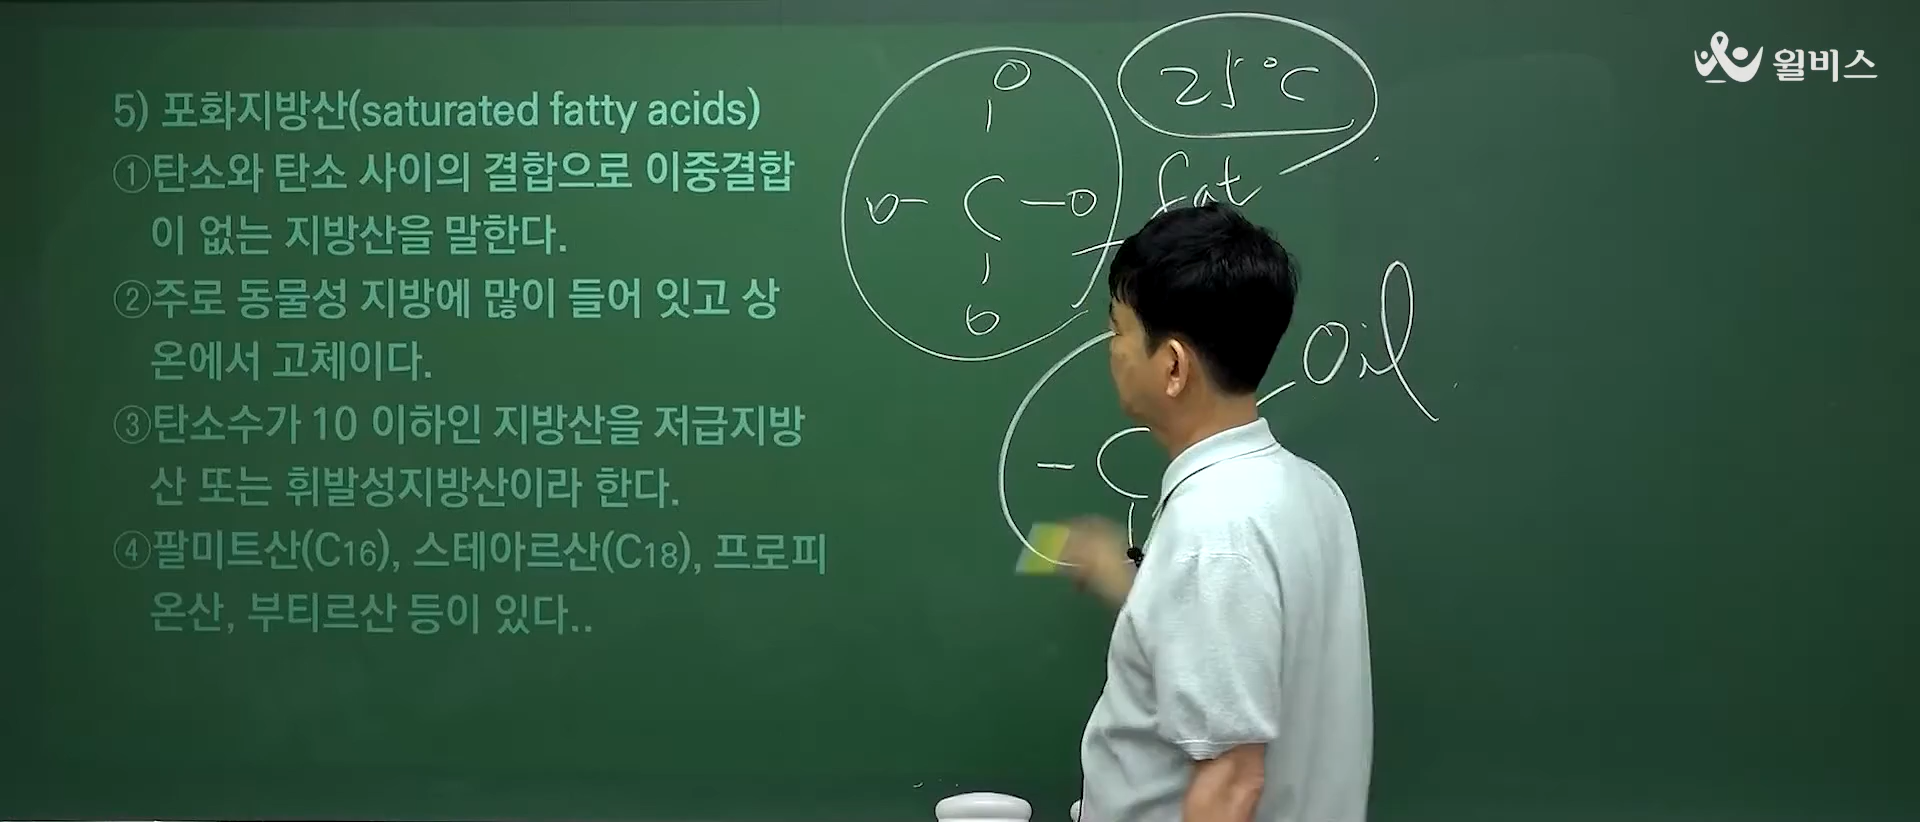 5) 포화지방산(saturated fatty acids)
①탄소와 탄소 사이의 결합으로 이중결합
이 없는 지방산을 말한다.
②주로 동물성 지방에 많이 들어 잇고 상
온에서 고체이다.
③탄소수가 10 이하인 지방산을 저급지방
산 또는 휘발성지방산이라 한다.
④팔미트산(C16), 스테아르산(C18), 프로피
온산, 부티르산 등이 있다..
0
0-C-0
0
25°C
fat
oil
-C
윌비스